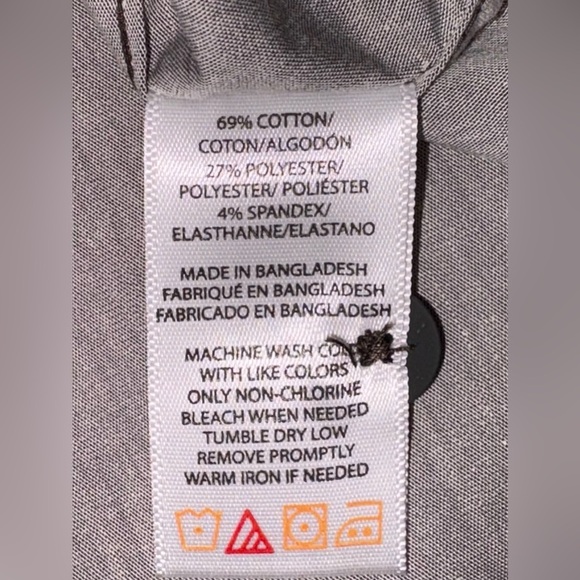 69% COTTON/
COTON/ALGODÓN
27% POLYESTER/
POLYESTER/ POLIÉSTER
4% SPANDEX/
ELASTHANNE/ELASTANO
MADE IN BANGLADESH
FABRIQUÉ EN BANGLADESH
FABRICADO EN BANGLADESH
MACHINE WASH
WITH LIKE COLORS
ONLY NON-CHLORINE
BLEACH WHEN NEEDED
TUMBLE DRY LOW
REMOVE PROMPTLY
WARM IRON IF NEEDED